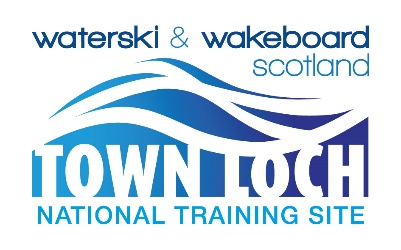 waterski & wakeboard
scotland
TOWN LOCH
NATIONAL TRAINING SITE